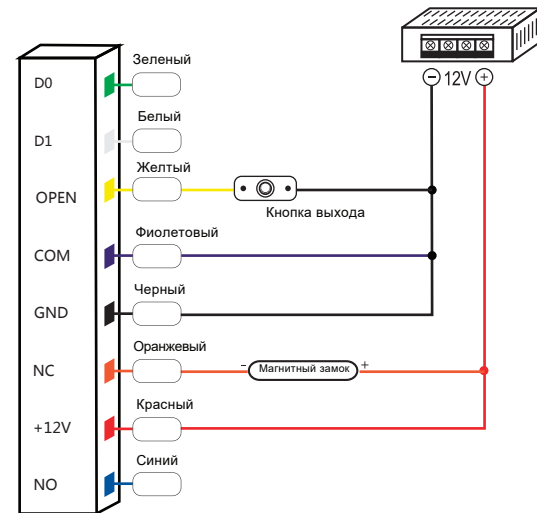 12V
Зеленый
D0
Белый
D1
Желтый
OPEN
Кнопка выхода
Фиолетовый
COM
Черный
GND
Оранжевый
NC
- Магнитный замок +
Красный
+12V
Синий
NO